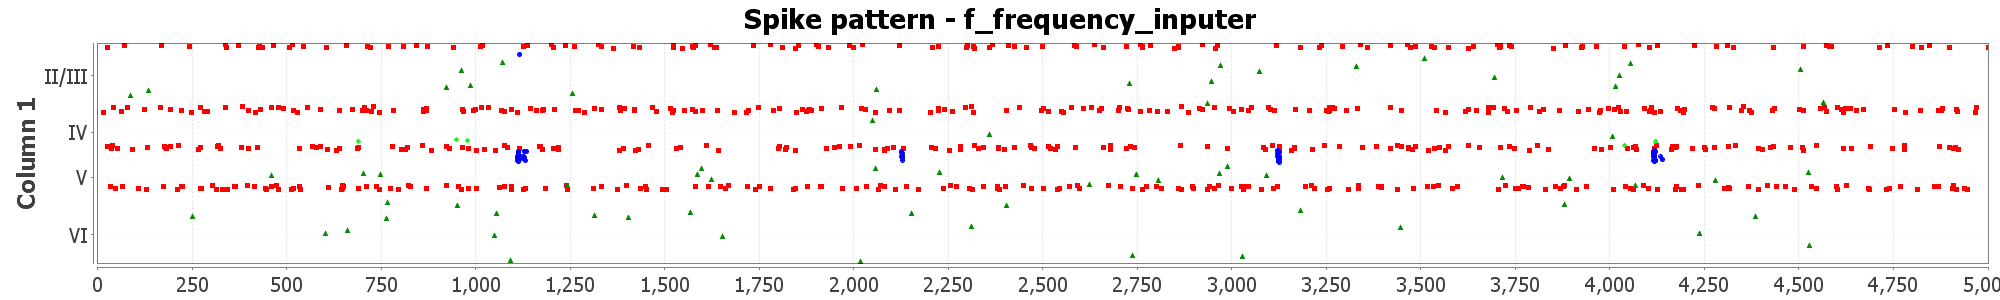 Spike pattern - f_frequency_inputer
Column 1
II/III
IV
V
VI
0 250 500 750 1,000 1,250 1,500 1,750 2,000 2,250 2,500 2,750 3,000 3,250 3,500 3,750 4,000 4,250 4,500 4,750 5,00